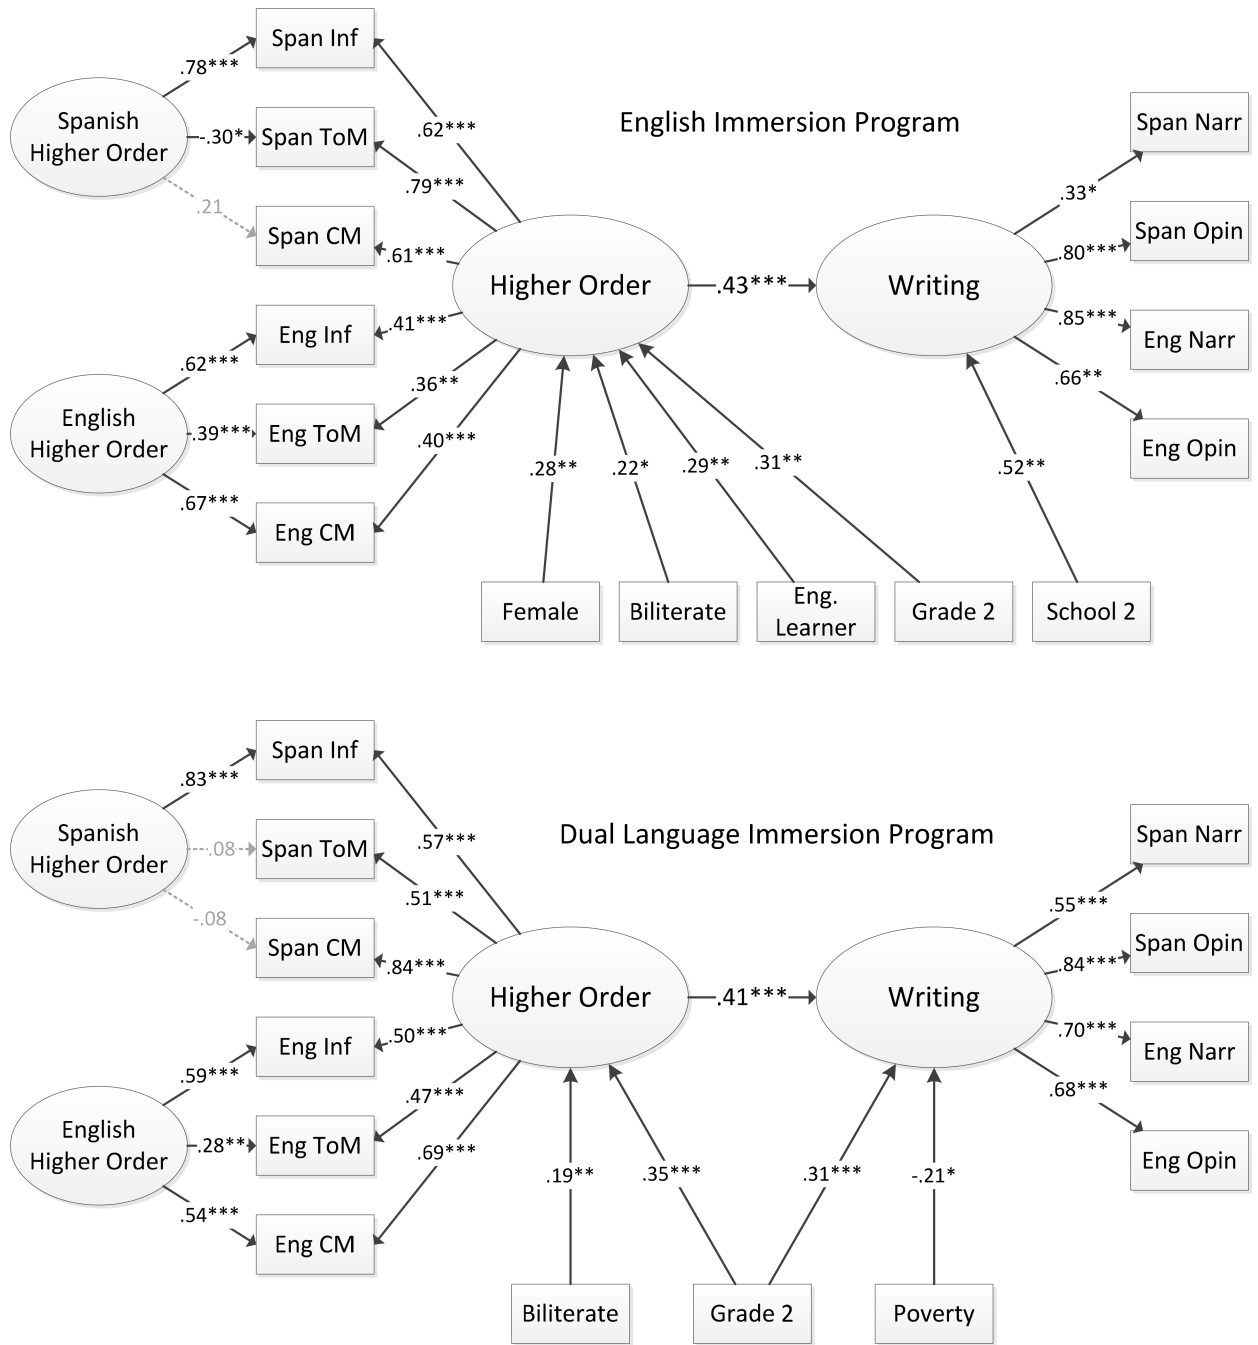 Span Inf
.78***
Spanish
Higher Order
-.30*
Span ToM
.21
Span CM
.62***
.79***
.61***
English Immersion Program
Higher Order
.43***
Writing
Span Narr
.33*
Span Opin
.80***
.85***
Eng Narr
.66**
Eng Opin
Eng Inf
.62***
.41***
English
Higher Order
.39***
Eng ToM
.36**
.67***
Eng CM
.40***
.28**
.22*
.29**
.31**
.52**
Female
Biliterate
Eng.
Learner
Grade 2
School 2
Span Inf
.83***
Spanish
Higher Order
.08
Span ToM
-.08
Span CM
.57***
.51***
.84***
Dual Language Immersion Program
Higher Order
.41***
Writing
Span Narr
.55***
Span Opin
.84***
.70***
Eng Narr
.68***
Eng Opin
Eng Inf
.59***
.50***
English
Higher Order
.28**
Eng ToM
.47***
.54***
Eng CM
.69***
.19**
.35***
.31***
-.21*
Biliterate
Grade 2
Poverty